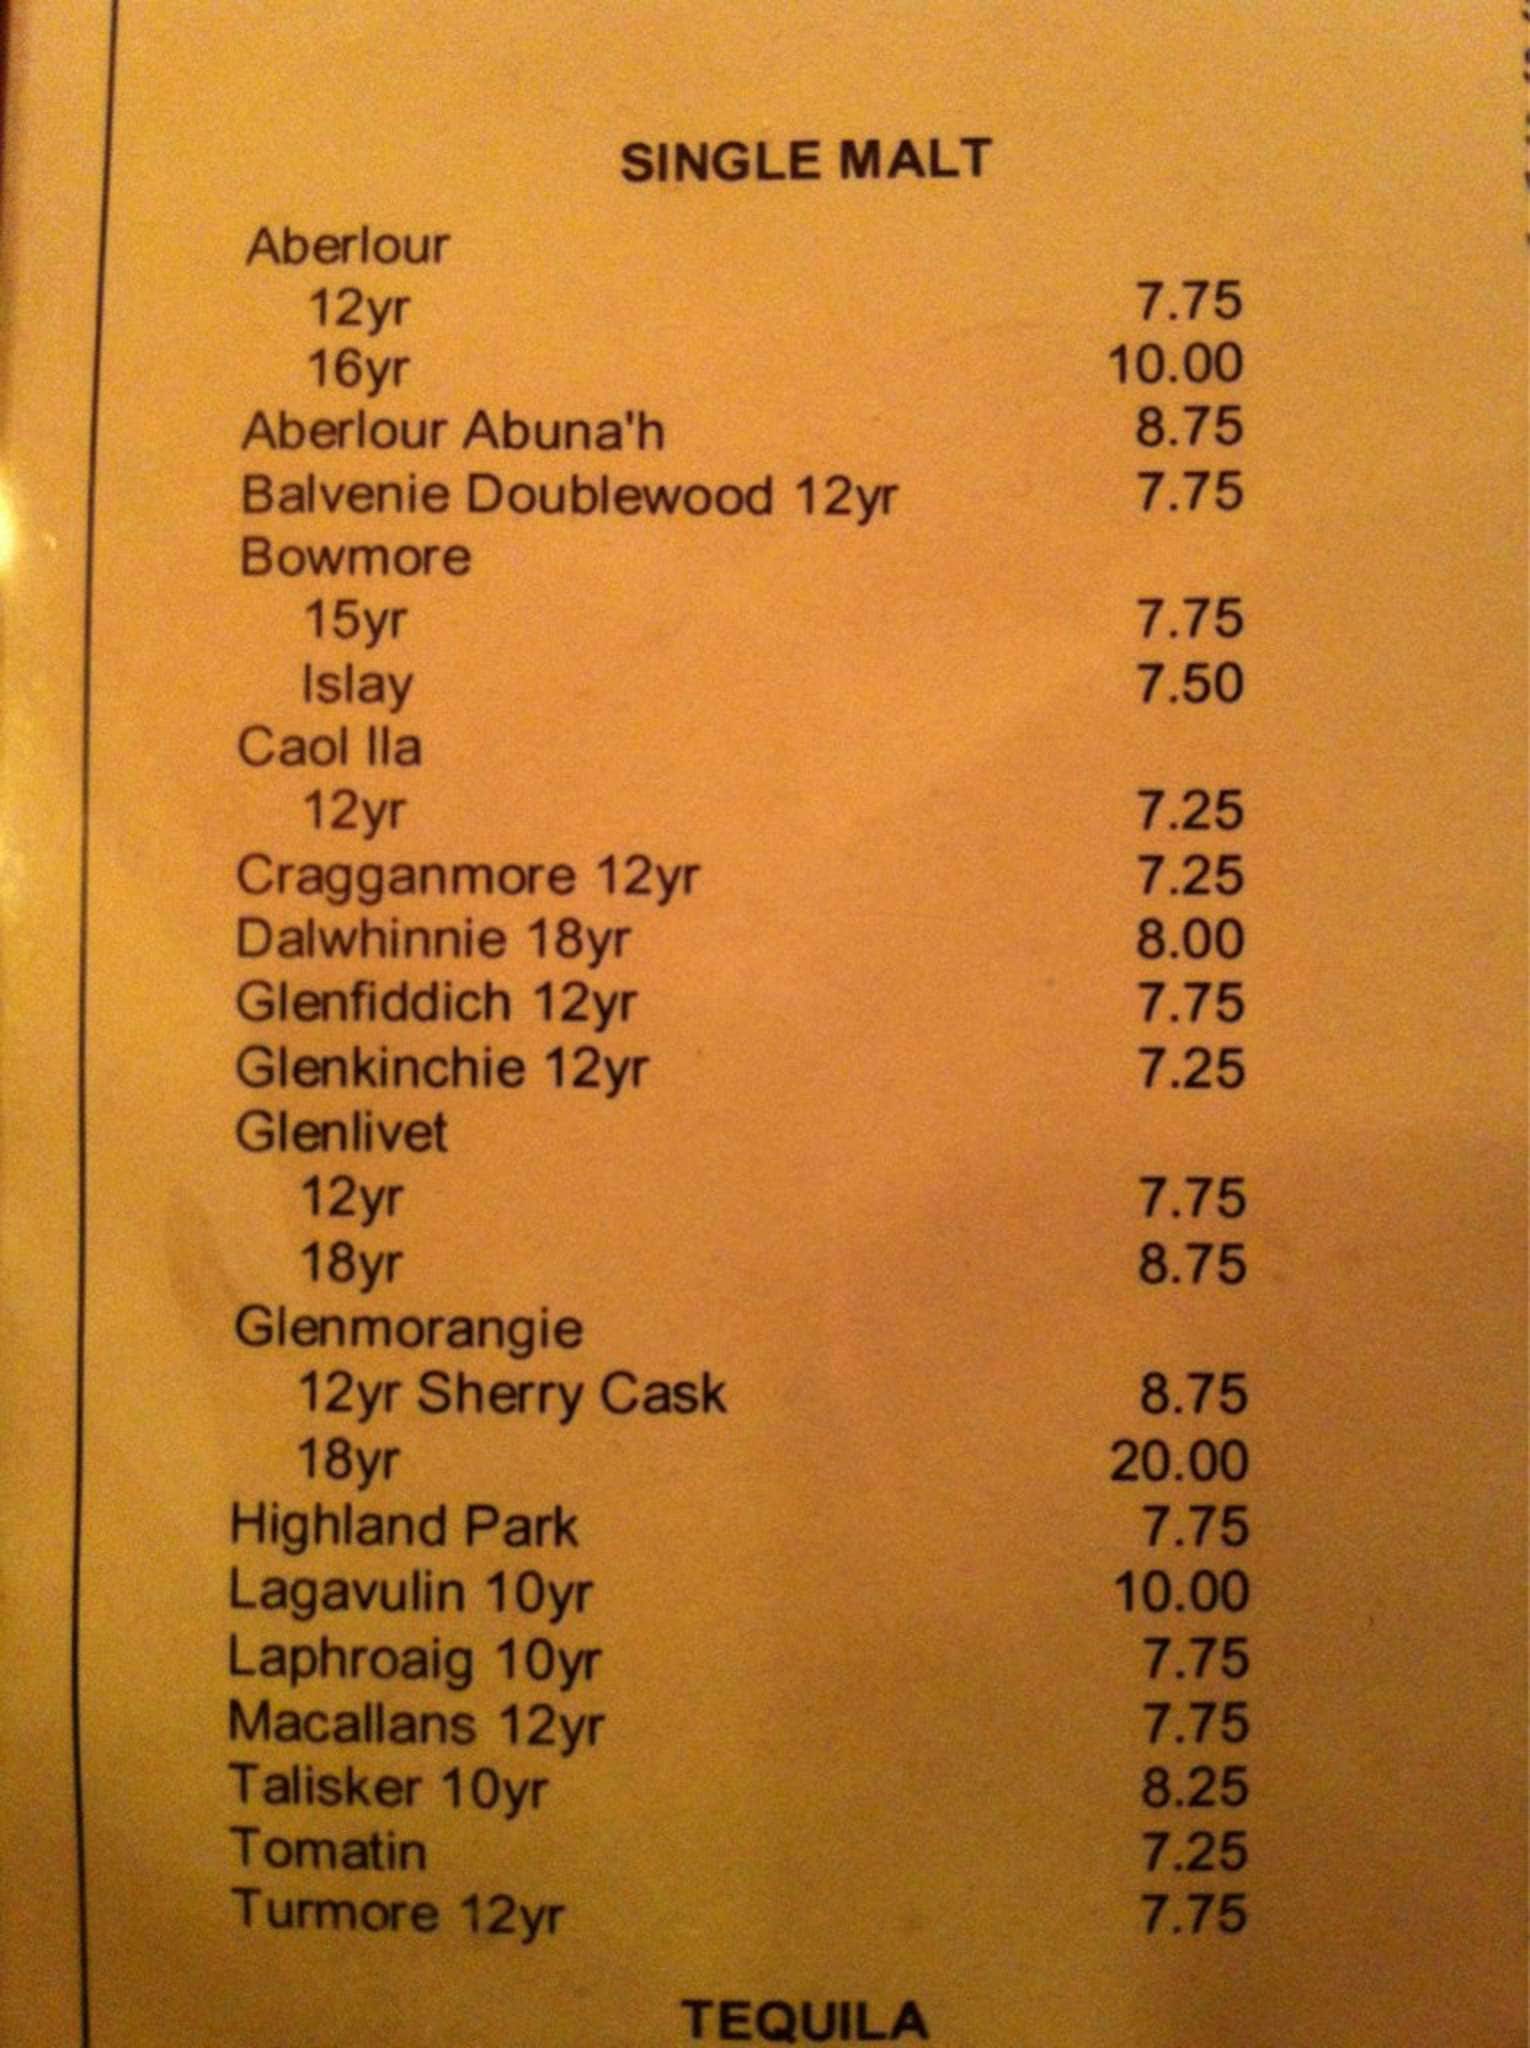 SINGLE MALT
Aberlour
12yr 7.75
16yr 10.00
Aberlour Abuna'h 8.75
Balvenie Doublewood 12yr 7.75
Bowmore
15yr 7.75
Islay 7.50
Caol Ila
12yr 7.25
Cragganmore 12yr 7.25
Dalwhinnie 18yr 8.00
Glenfiddich 12yr 7.75
Glenkinchie 12yr 7.25
Glenlivet
12yr 7.75
18yr 8.75
Glenmorangie
12yr Sherry Cask 8.75
18yr 20.00
Highland Park 7.75
Lagavulin 10yr 10.00
Laphroaig 10yr 7.75
Macallans 12yr 7.75
Talisker 10yr 8.25
Tomatin 7.25
Turmore 12yr 7.75
TEQUILA